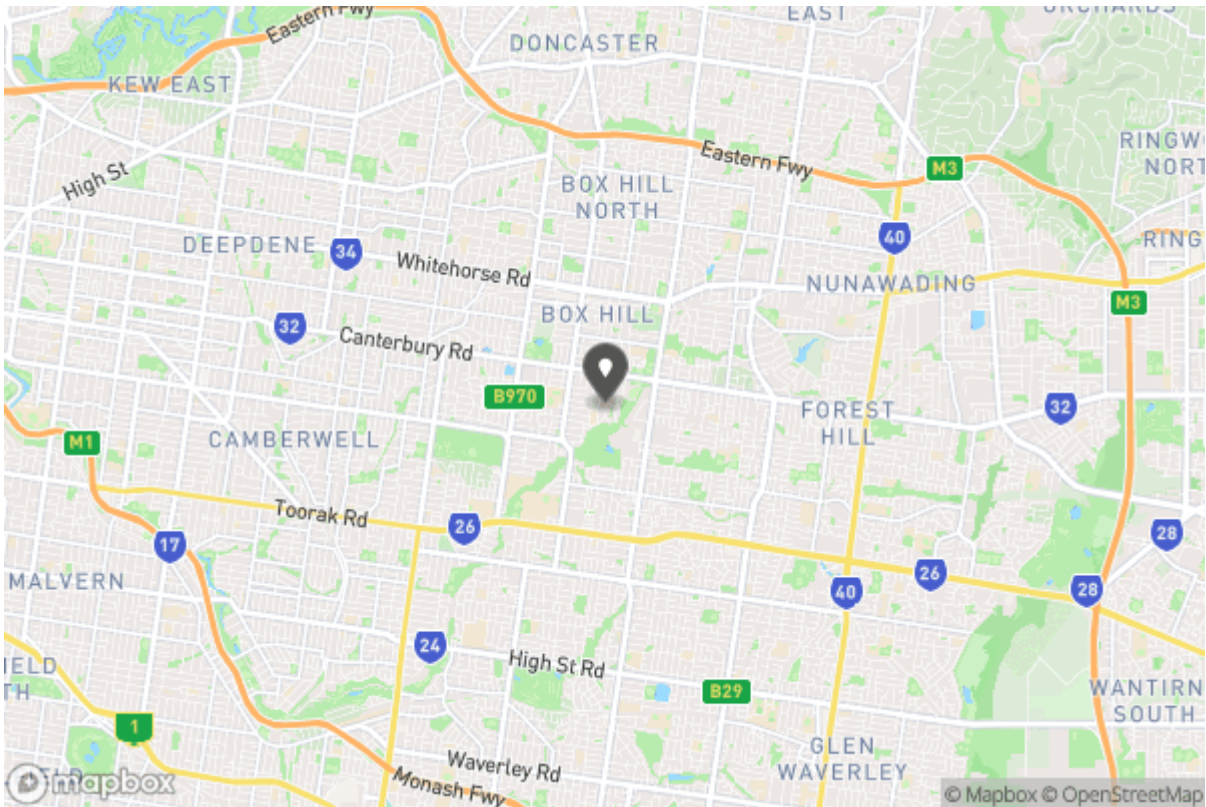 EAST
ORCHARDS
Eastern Fwy
DONCASTER
KEW EAST
RINGW
NORT
Eastern Fwy
M3
High St
BOX HILL
NORTH
DEEPDENE
34
40
RING
Whitehorse Rd
NUNAWADING
M3
BOX HILL
32
Canterbury Rd
B970
FOREST
HILL
32
M1
CAMBERWELL
Toorak Rd
26
28
17
MALVERN
26
40
28
24
High St Rd
IELD
TH
B29
WANTIRN
SOUTH
1
GLEN
WAVERLEY
Waverley Rd
Monash Fwy
mapbox
© Mapbox © OpenStreetMap